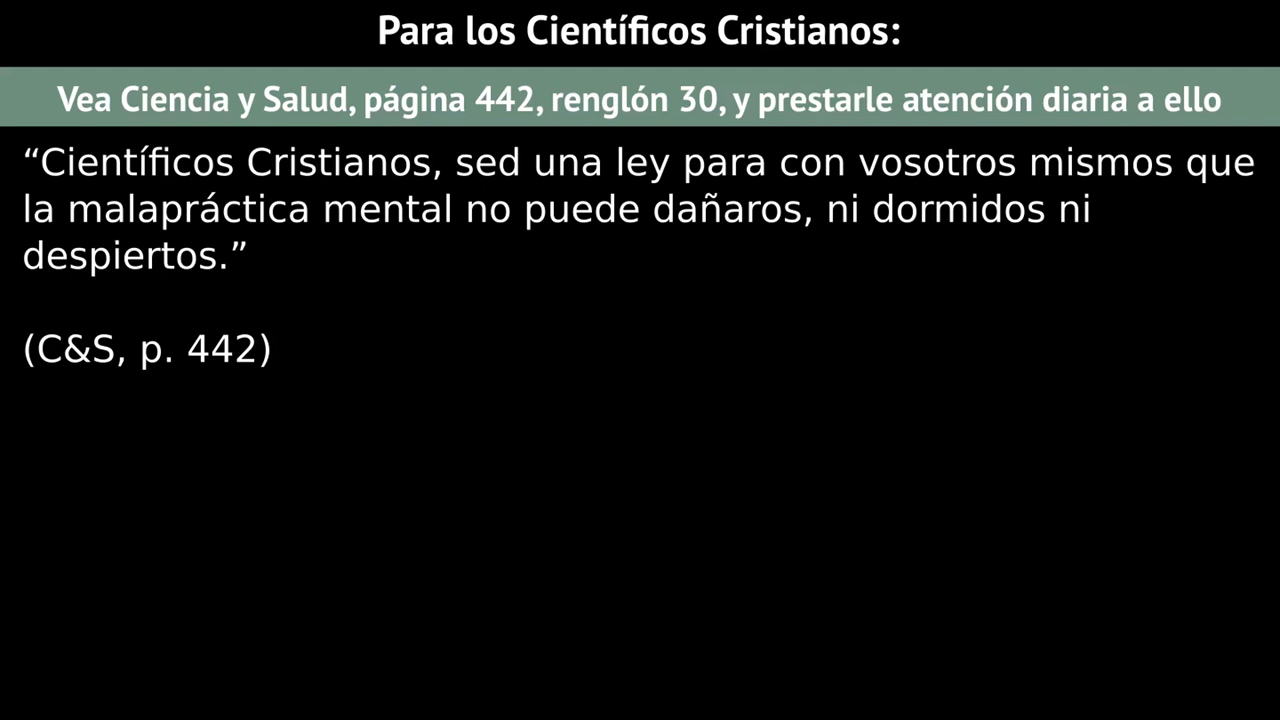 Para los Científicos Cristianos:
Vea Ciencia y Salud, página 442, renglón 30, y prestarle atención diaria a ello
“Científicos Cristianos, sed una ley para con vosotros mismos que
la malapráctica mental no puede dañaros, ni dormidos ni
despiertos.”
(C&S, p. 442)